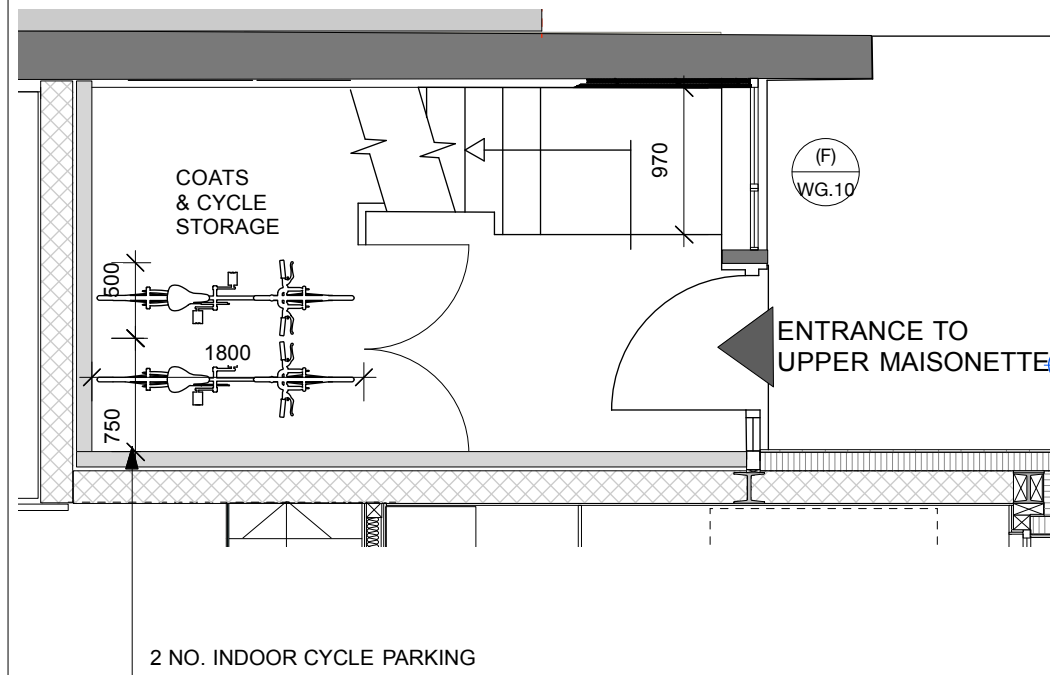 970
(F)
WG.10
COATS
& CYCLE
STORAGE
500
1800
750
ENTRANCE TO
UPPER MAISONETTE
2 NO. INDOOR CYCLE PARKING